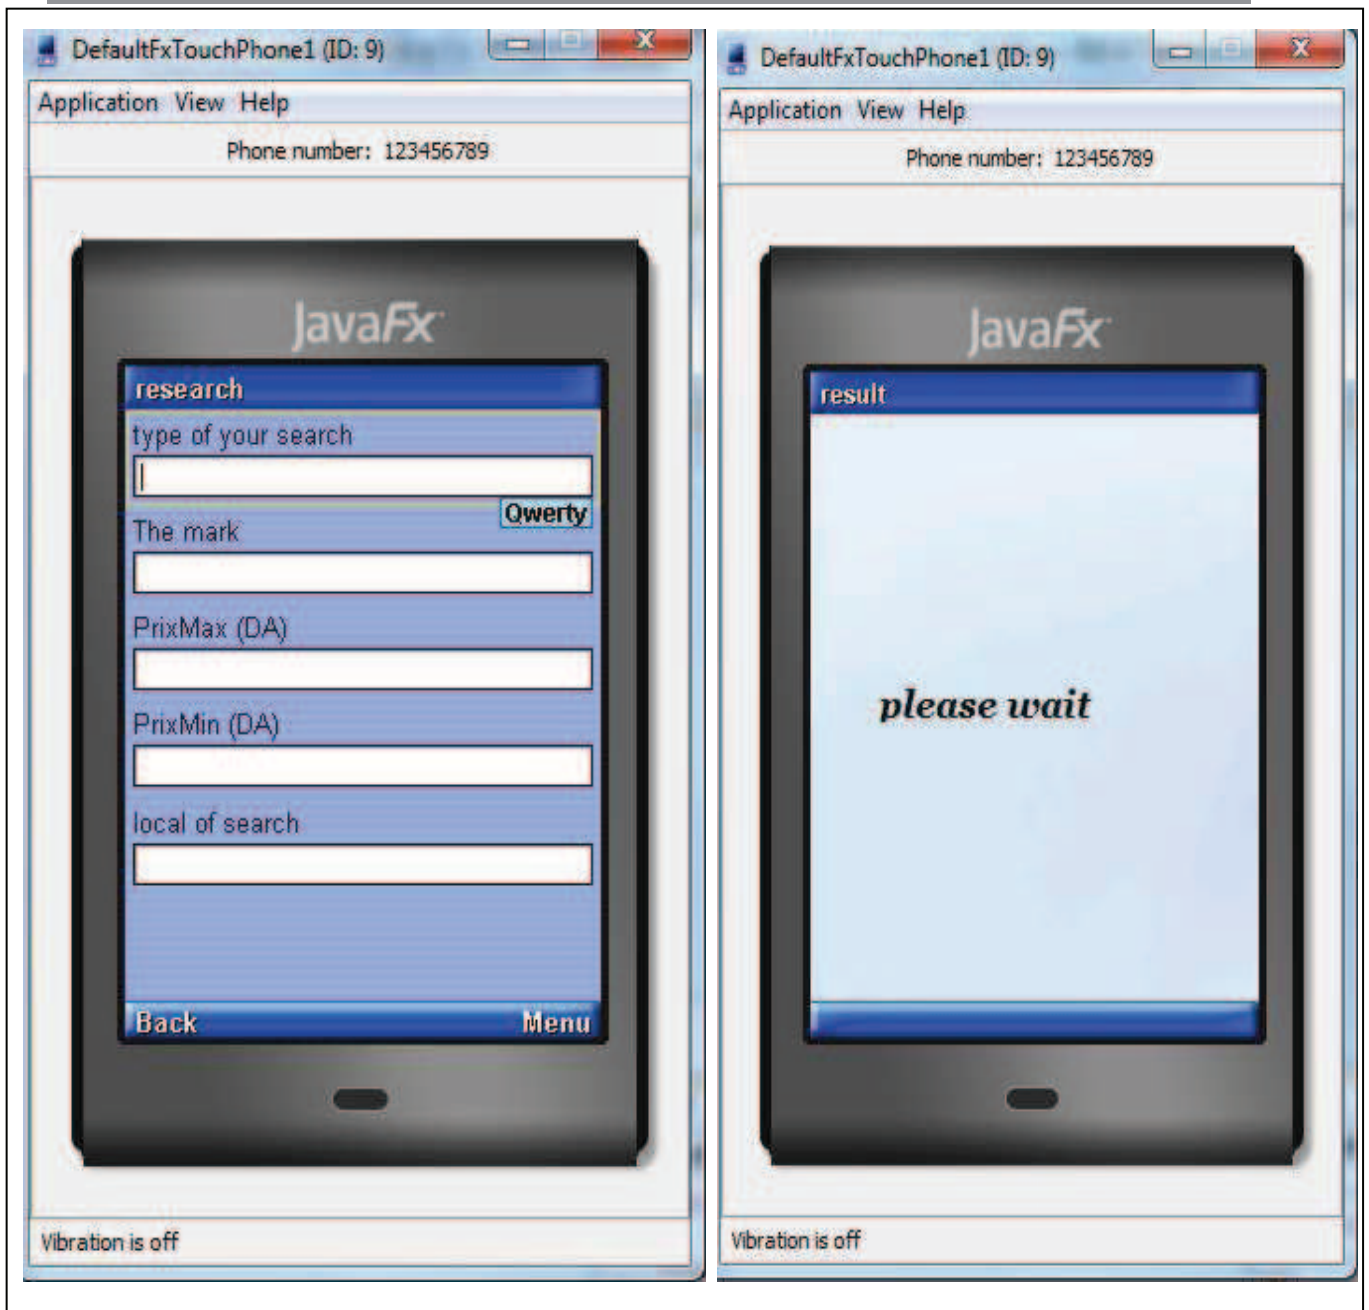 DefaultFxTouchPhone1 (ID: 9)
Application View Help
Phone number: 123456789
JavaFx
research
type of your search
Qwerty
The mark
PrixMax (DA)
PrixMin (DA)
local of search
Back Menu
Vibration is off
DefaultFxTouchPhone1 (ID: 9)
Application View Help
Phone number: 123456789
JavaFx
result
please wait
Vibration is off